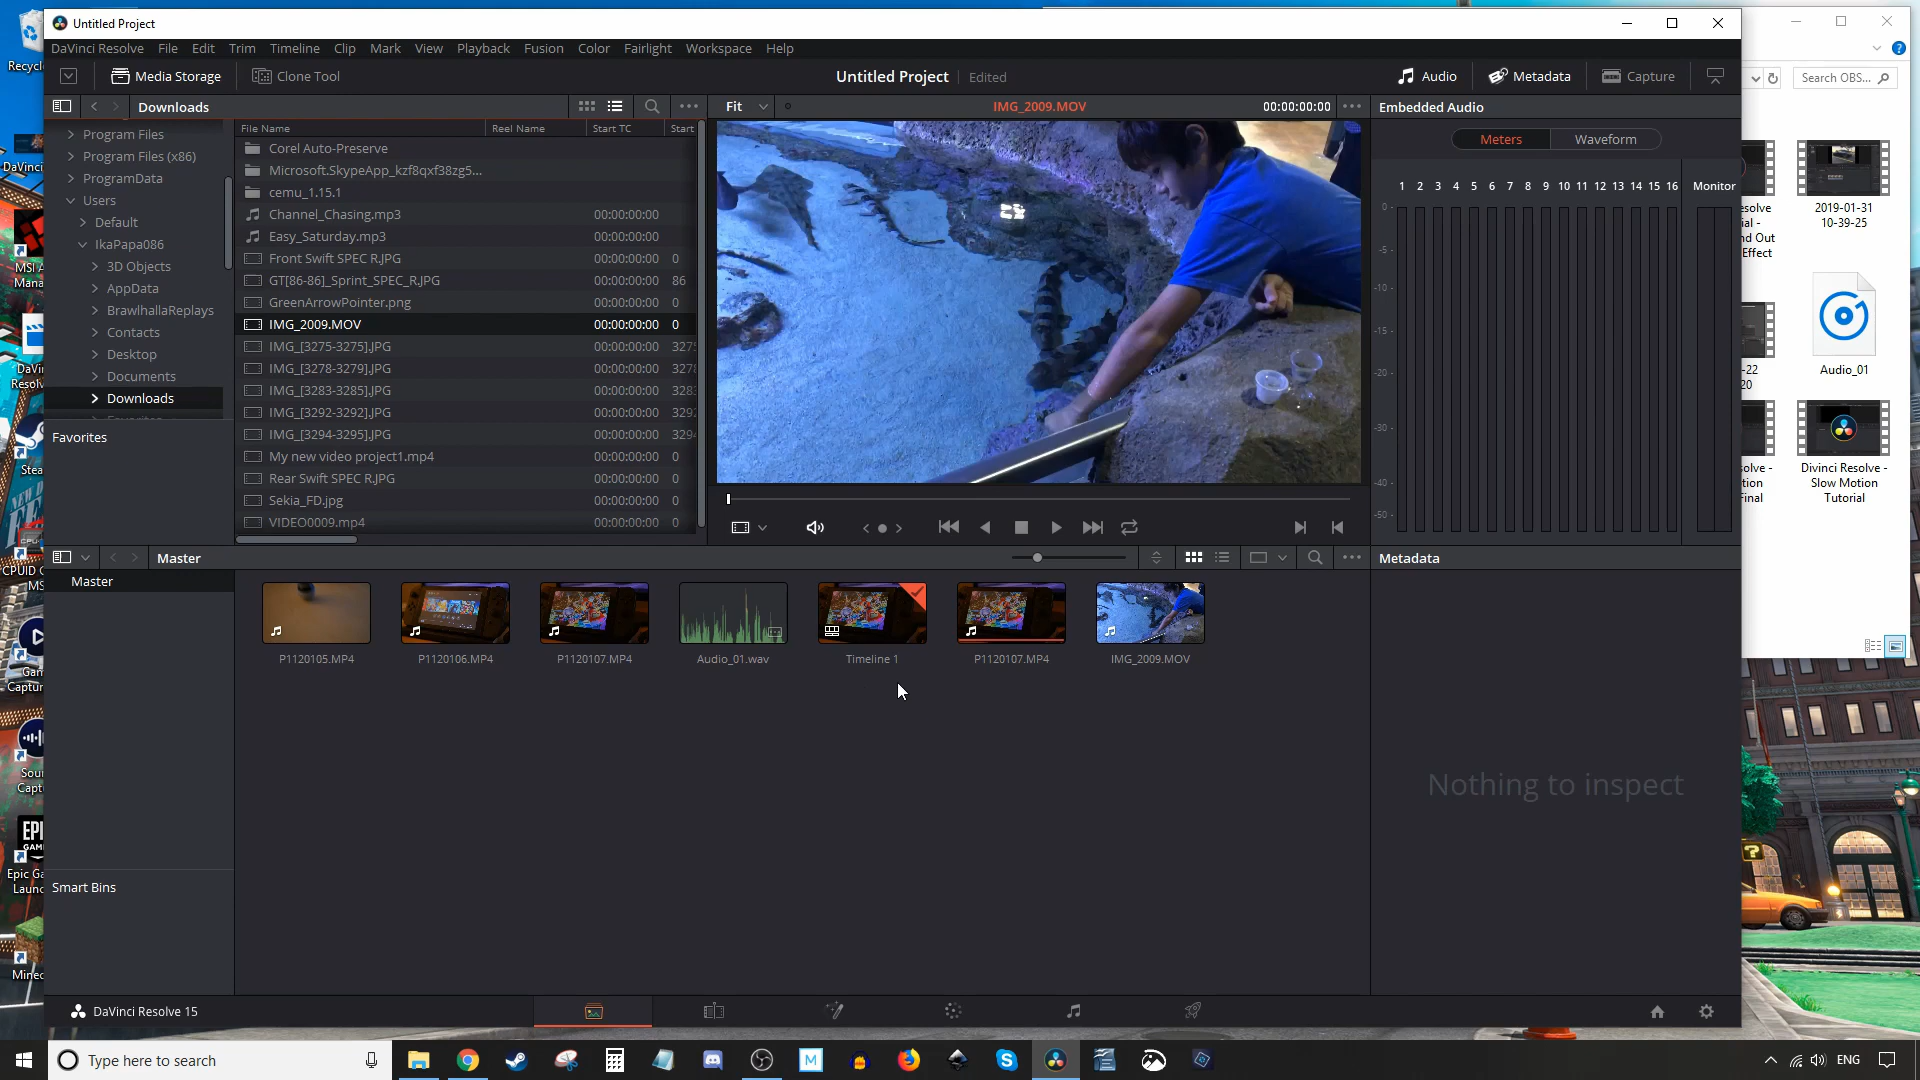 Untitled Project
DaVinci Resolve File Edit Trim Timeline Clip Mark View Playback Fusion Color Fairlight Workspace Help
Media Storage Clone Tool Untitled Project Edited Audio Metadata Capture
Search OBS...
Downloads Fit IMG_2009.MOV 00:00:00:00 Embedded Audio
File Name Reel Name Start TC Start
Program Files
Program Files (x86)
ProgramData
Users
Default
IkaPapa086
3D Objects
AppData
BrawlhallaReplays
Contacts
Desktop
Documents
Downloads
Favorites
Corel Auto-Preserve
Microsoft.SkypeApp_kzf8qxf38zg5...
cemu_1.15.1
Channel_Chasing.mp3 00:00:00:00
Easy_Saturday.mp3 00:00:00:00
Front Swift SPEC R.JPG 00:00:00:00 0
GT[86-86]_Sprint_SPEC_R.JPG 00:00:00:00 86
GreenArrowPointer.png 00:00:00:00 0
IMG_2009.MOV 00:00:00:00 0
IMG_[3275-3275].JPG 00:00:00:00 3275
IMG_[3278-3279].JPG 00:00:00:00 3278
IMG_[3283-3285].JPG 00:00:00:00 3283
IMG_[3292-3292].JPG 00:00:00:00 3292
IMG_[3294-3295].JPG 00:00:00:00 3294
My new video project1.mp4 00:00:00:00 0
Rear Swift SPEC R.JPG 00:00:00:00 0
Sekia_FD.jpg 00:00:00:00 0
VIDEO0009.mp4 00:00:00:00 0
Meters Waveform
1 2 3 4 5 6 7 8 9 10 11 12 13 14 15 16 Monitor
0
-5
-10
-15
-20
-30
-40
-50
Master Metadata
Master
P1120105.MP4 P1120106.MP4 P1120107.MP4 Audio_01.wav Timeline 1 P1120107.MP4 IMG_2009.MOV
Nothing to inspect
Smart Bins
DaVinci Resolve 15
2019-01-31
10-39-25
Audio_01
Divinci Resolve -
Slow Motion
Tutorial
Type here to search
ENG